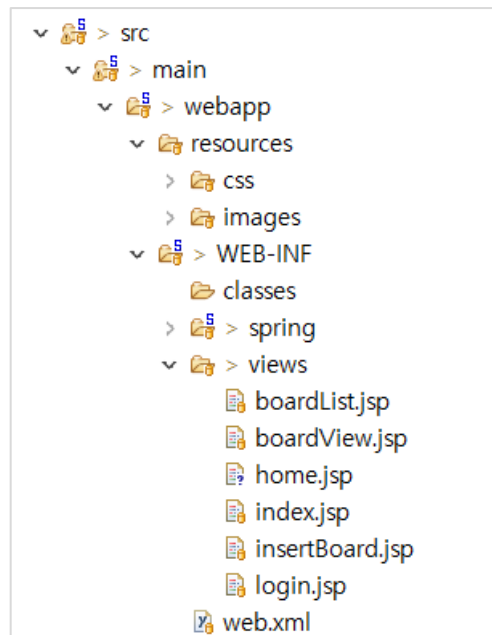 > src
> main
> webapp
resources
css
images
> WEB-INF
classes
> spring
> views
boardList.jsp
boardView.jsp
home.jsp
index.jsp
insertBoard.jsp
login.jsp
web.xml